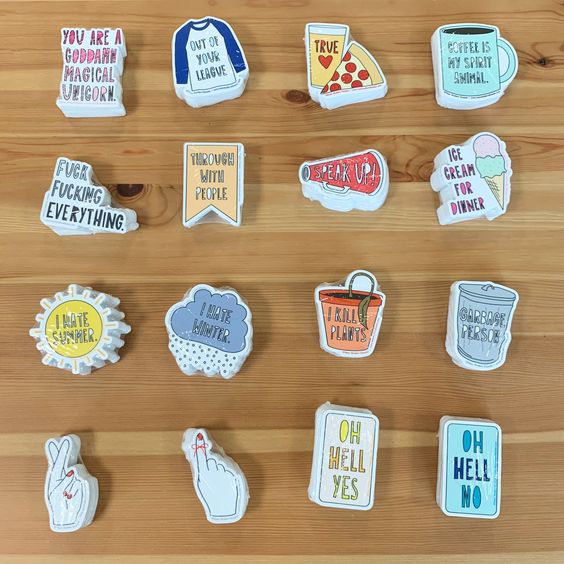 YOU ARE A
GODDAMN
MAGICAL
UNICORN.
OUT OF
YOUR
LEAGUE
TRUE
COFFEE IS
MY SPIRIT
ANIMAL.
FUCK
FUCKING
EVERYTHING.
THROUGH
WITH
PEOPLE
SPEAK UP!
ICE
CREAM
FOR
DINNER
I HATE
SUMMER.
I HATE
WINTER.
I KILL
PLANTS
GARBAGE
PERSON
OH
HELL
YES
OH
HELL
NO